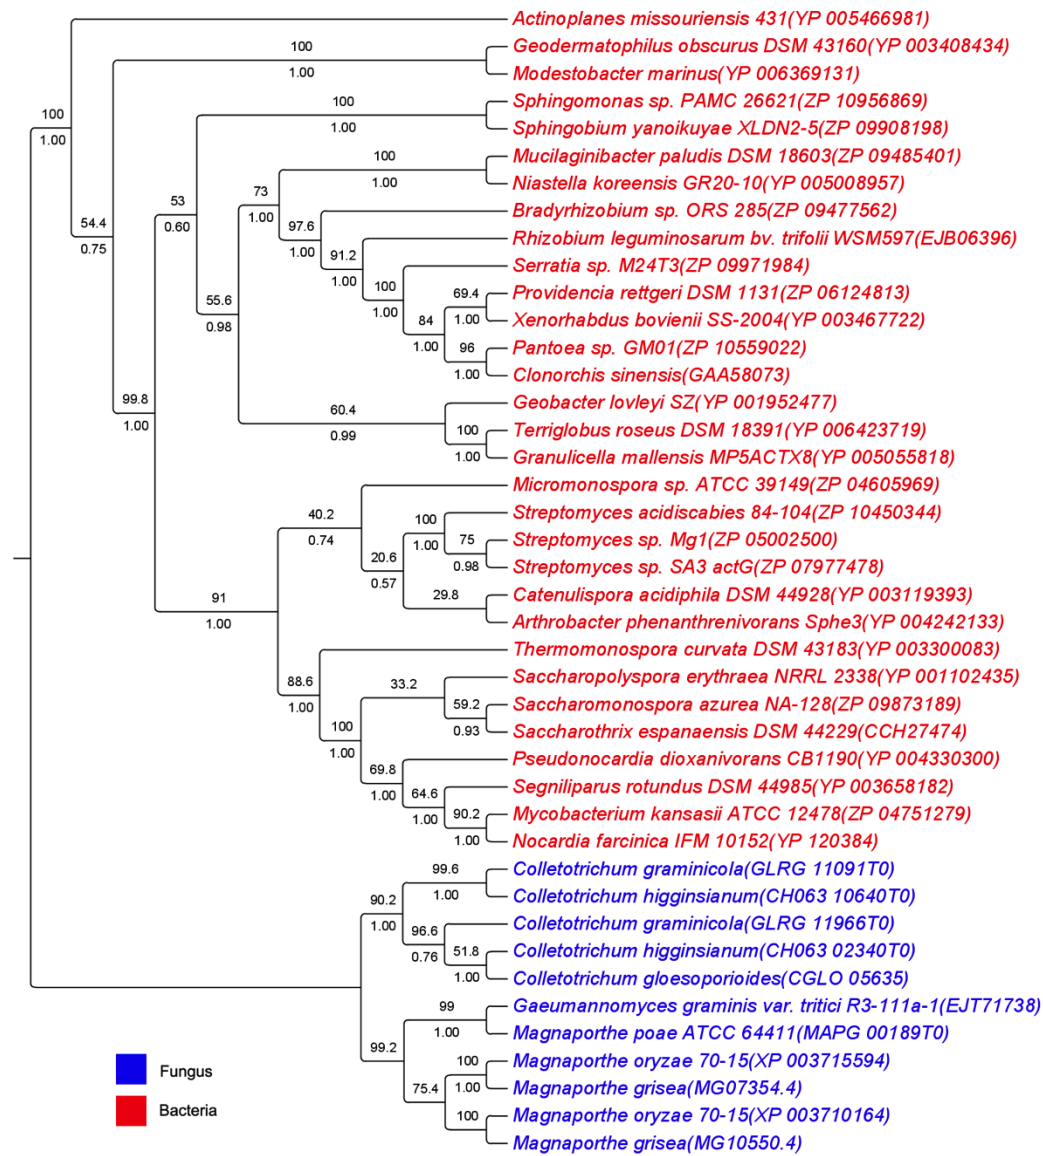 Actinoplanes missouriensis 431(YP 005466981)
100
Geodermatophilus obscurus DSM 43160(YP 003408434)
1.00
Modestobacter marinus(YP 006369131)
100
Sphingomonas sp. PAMC 26621(ZP 10956869)
100
1.00
1.00
Sphingobium yanoikuyae XLDN2-5(ZP 09908198)
100
Mucilaginibacter paludis DSM 18603(ZP 09485401)
1.00
Niastella koreensis GR20-10(YP 005008957)
73
53
Bradyrhizobium sp. ORS 285(ZP 09477562)
1.00
54.4
0.60
97.6
Rhizobium leguminosarum bv. trifolii WSM597(EJB06396)
0.75
1.00
91.2
Serratia sp. M24T3(ZP 09971984)
1.00
100
69.4
Providencia rettgeri DSM 1131(ZP 06124813)
55.6
1.00
84
1.00
Xenorhabdus bovienii SS-2004(YP 003467722)
0.98
1.00
96
Pantoea sp. GM01(ZP 10559022)
1.00
Clonorchis sinensis(GAA58073)
99.8
60.4
Geobacter lovleyi SZ(YP 001952477)
1.00
0.99
100
Terriglobus roseus DSM 18391(YP 006423719)
1.00
Granulicella mallensis MP5ACTX8(YP 005055818)
Micromonospora sp. ATCC 39149(ZP 04605969)
40.2
100
Streptomyces acidiscabies 84-104(ZP 10450344)
0.74
1.00
75
Streptomyces sp. Mg1(ZP 05002500)
20.6
0.98
Streptomyces sp. SA3 actG(ZP 07977478)
0.57
29.8
Catenulispora acidiphila DSM 44928(YP 003119393)
91
Arthrobacter phenanthrenivorans Sphe3(YP 004242133)
1.00
Thermomonospora curvata DSM 43183(YP 003300083)
88.6
33.2
Saccharopolyspora erythraea NRRL 2338(YP 001102435)
1.00
59.2
Saccharomonospora azurea NA-128(ZP 09873189)
100
0.93
Saccharothrix espanaensis DSM 44229(CCH27474)
1.00
69.8
Pseudonocardia dioxanivorans CB1190(YP 004330300)
1.00
64.6
Segniliparus rotundus DSM 44985(YP 003658182)
1.00
90.2
Mycobacterium kansasii ATCC 12478(ZP 04751279)
1.00
Nocardia farcinica IFM 10152(YP 120384)
99.6
Colletotrichum graminicola(GLRG 11091T0)
90.2
1.00
Colletotrichum higginsianum(CH063 10640T0)
1.00
96.6
Colletotrichum graminicola(GLRG 11966T0)
0.76
51.8
Colletotrichum higginsianum(CH063 02340T0)
1.00
Colletotrichum gloesoporioides(CGLO 05635)
99
Gaeumannomyces graminis var. tritici R3-111a-1(EJT71738)
1.00
Magnaporthe poae ATCC 64411(MAPG 00189T0)
99.2
100
Magnaporthe oryzae 70-15(XP 003715594)
75.4
1.00
Magnaporthe grisea(MG07354.4)
100
Magnaporthe oryzae 70-15(XP 003710164)
Magnaporthe grisea(MG10550.4)
Fungus
Bacteria